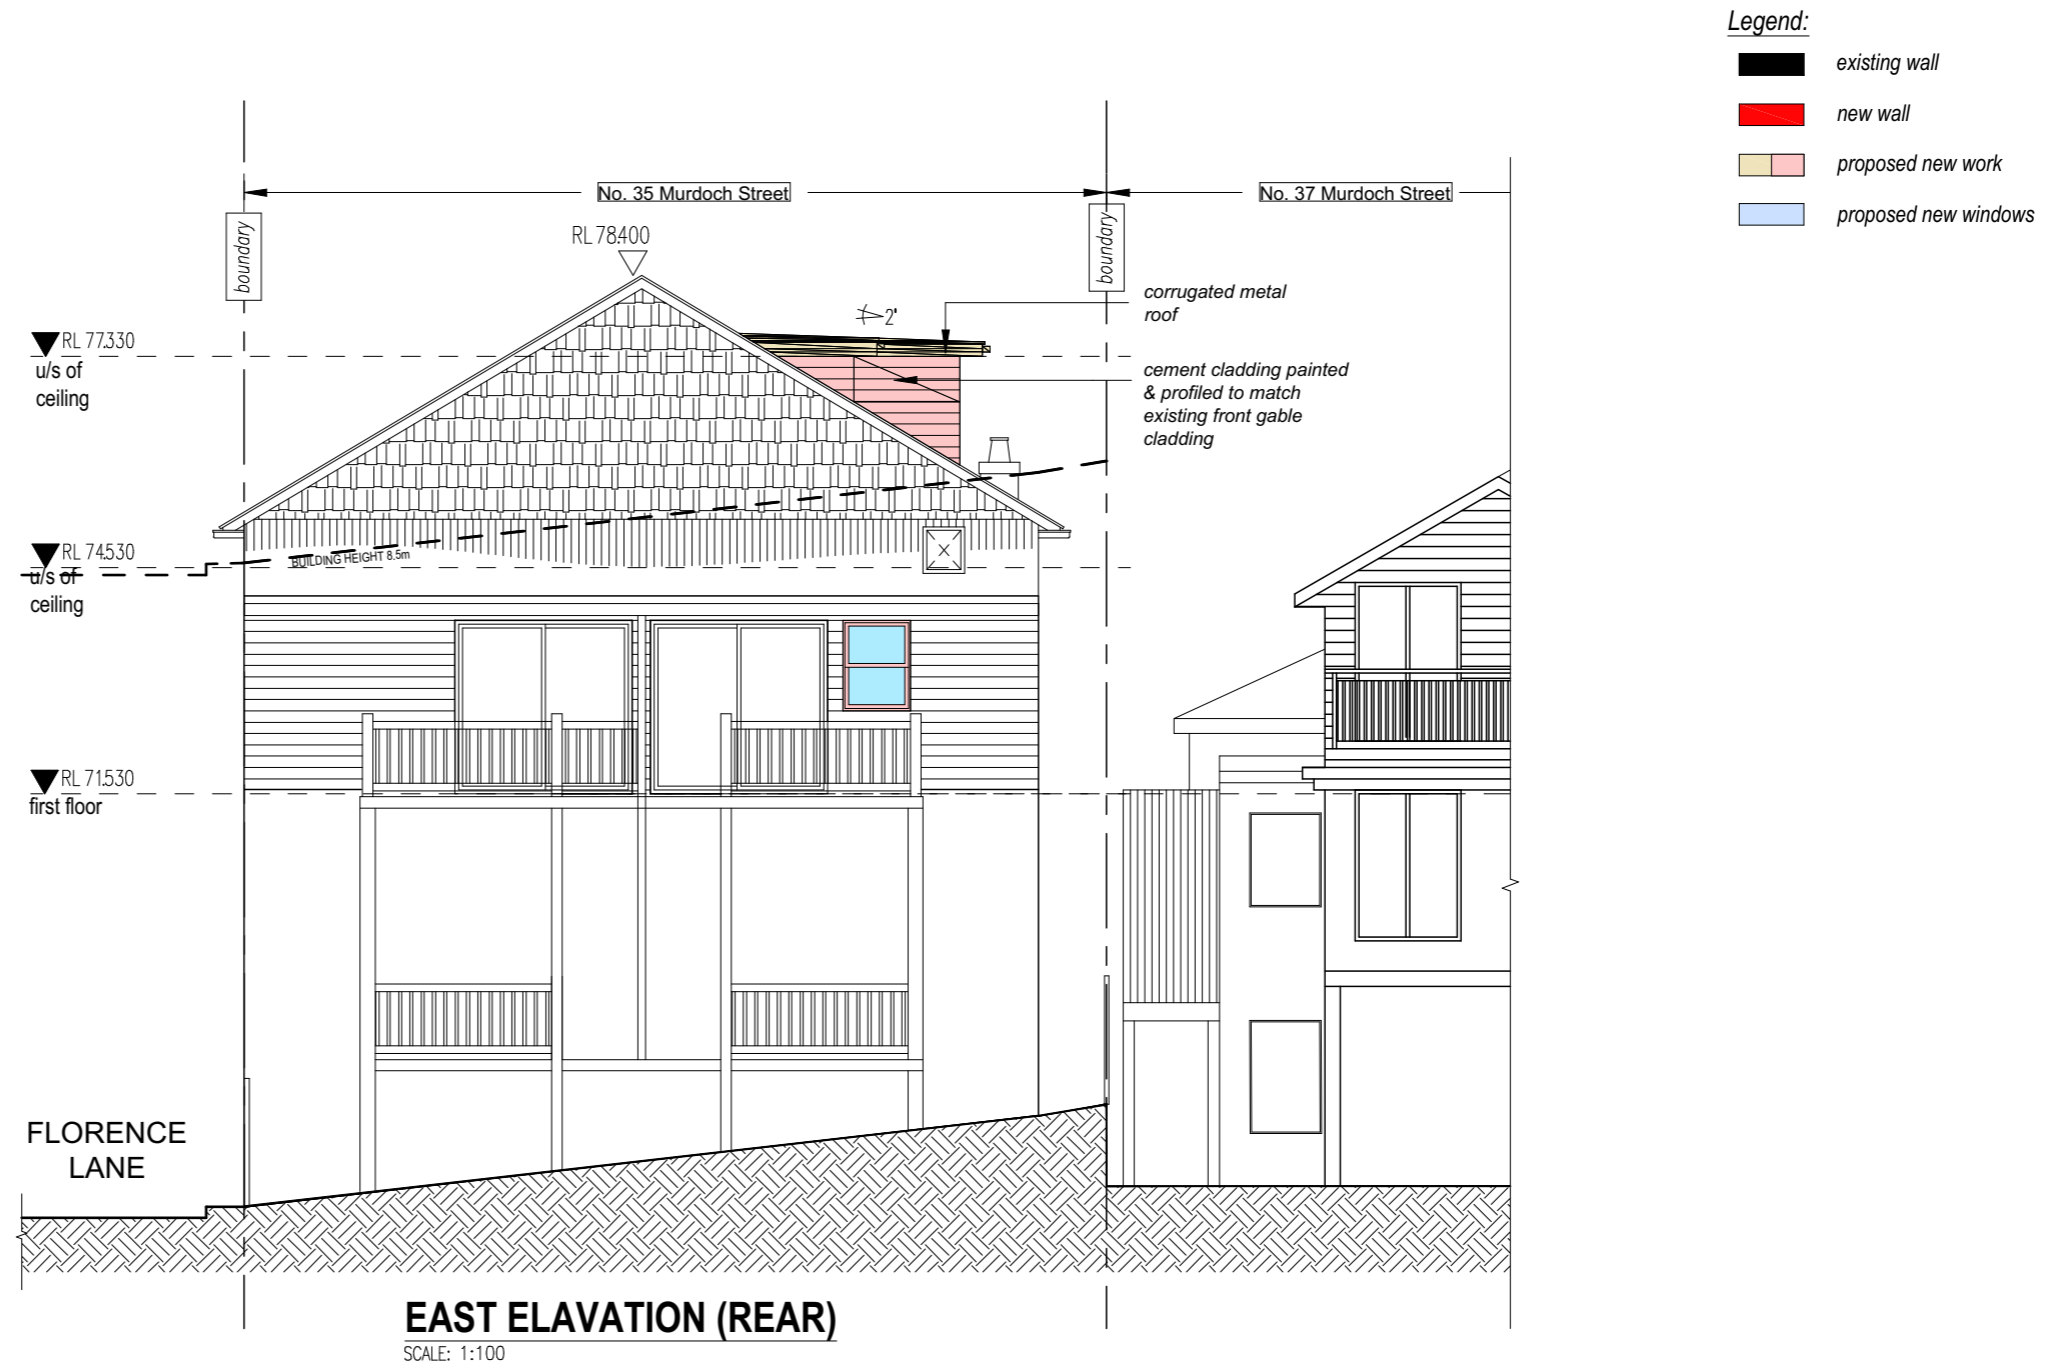 Legend:
existing wall
new wall
proposed new work
proposed new windows
No. 35 Murdoch Street
No. 37 Murdoch Street
boundary
boundary
RL 78.400
corrugated metal
roof
2°
RL 77.330
u/s of
ceiling
cement cladding painted
& profiled to match
existing front gable
cladding
RL 74.530
u/s of
ceiling
BUILDING HEIGHT 8.5m
X
RL 71.530
first floor
FLORENCE
LANE
EAST ELAVATION (REAR)
SCALE: 1:100